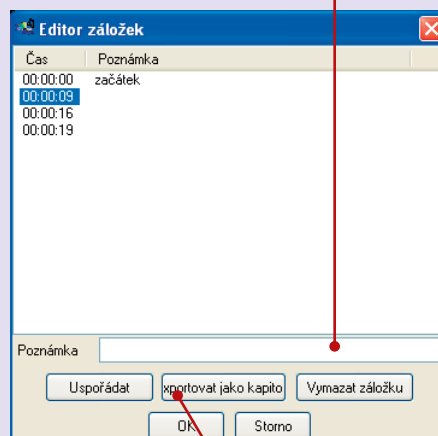 Editor záložek
Čas Poznámka
00:00:00 začátek
00:00:09
00:00:16
00:00:19
Poznámka
Uspořádat xportovat jako kapito Vymazat záložku
OK Storno